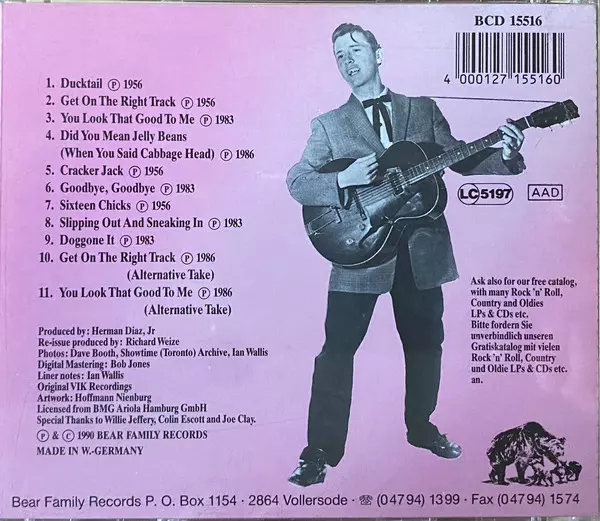 BCD 15516
4 000127 155160
1. Ducktail Ⓟ 1956
2. Get On The Right Track Ⓟ 1956
3. You Look That Good To Me Ⓟ 1983
4. Did You Mean Jelly Beans
(When You Said Cabbage Head) Ⓟ 1986
5. Cracker Jack Ⓟ 1956
6. Goodbye, Goodbye Ⓟ 1983
7. Sixteen Chicks Ⓟ 1956
8. Slipping Out And Sneaking In Ⓟ 1983
9. Doggone It Ⓟ 1983
10. Get On The Right Track Ⓟ 1986
(Alternative Take)
11. You Look That Good To Me Ⓟ 1986
(Alternative Take)
LC 5197
AAD
Ask also for our free catalog,
with many Rock 'n' Roll,
Country and Oldies
LPs & CDs etc.
Bitte fordern Sie
unverbindlich unseren
Gratiskatalog mit vielen
Rock 'n' Roll, Country
und Oldie LPs & CDs etc.
an.
Produced by: Herman Diaz, Jr
Re-issue produced by: Richard Weize
Photos: Dave Booth, Showtime (Toronto) Archive, Ian Wallis
Digital Mastering: Bob Jones
Liner notes: Ian Wallis
Original VIK Recordings
Artwork: Hoffmann Nienburg
Licensed from BMG Ariola Hamburg GmbH
Special Thanks to Willie Jeffery, Colin Escott and Joe Clay.
Ⓟ & © 1990 BEAR FAMILY RECORDS
MADE IN W.-GERMANY
Bear Family Records P. O. Box 1154 · 2864 Vollersode · ☏ (0 47 94) 1399 · Fax (0 47 94) 1574